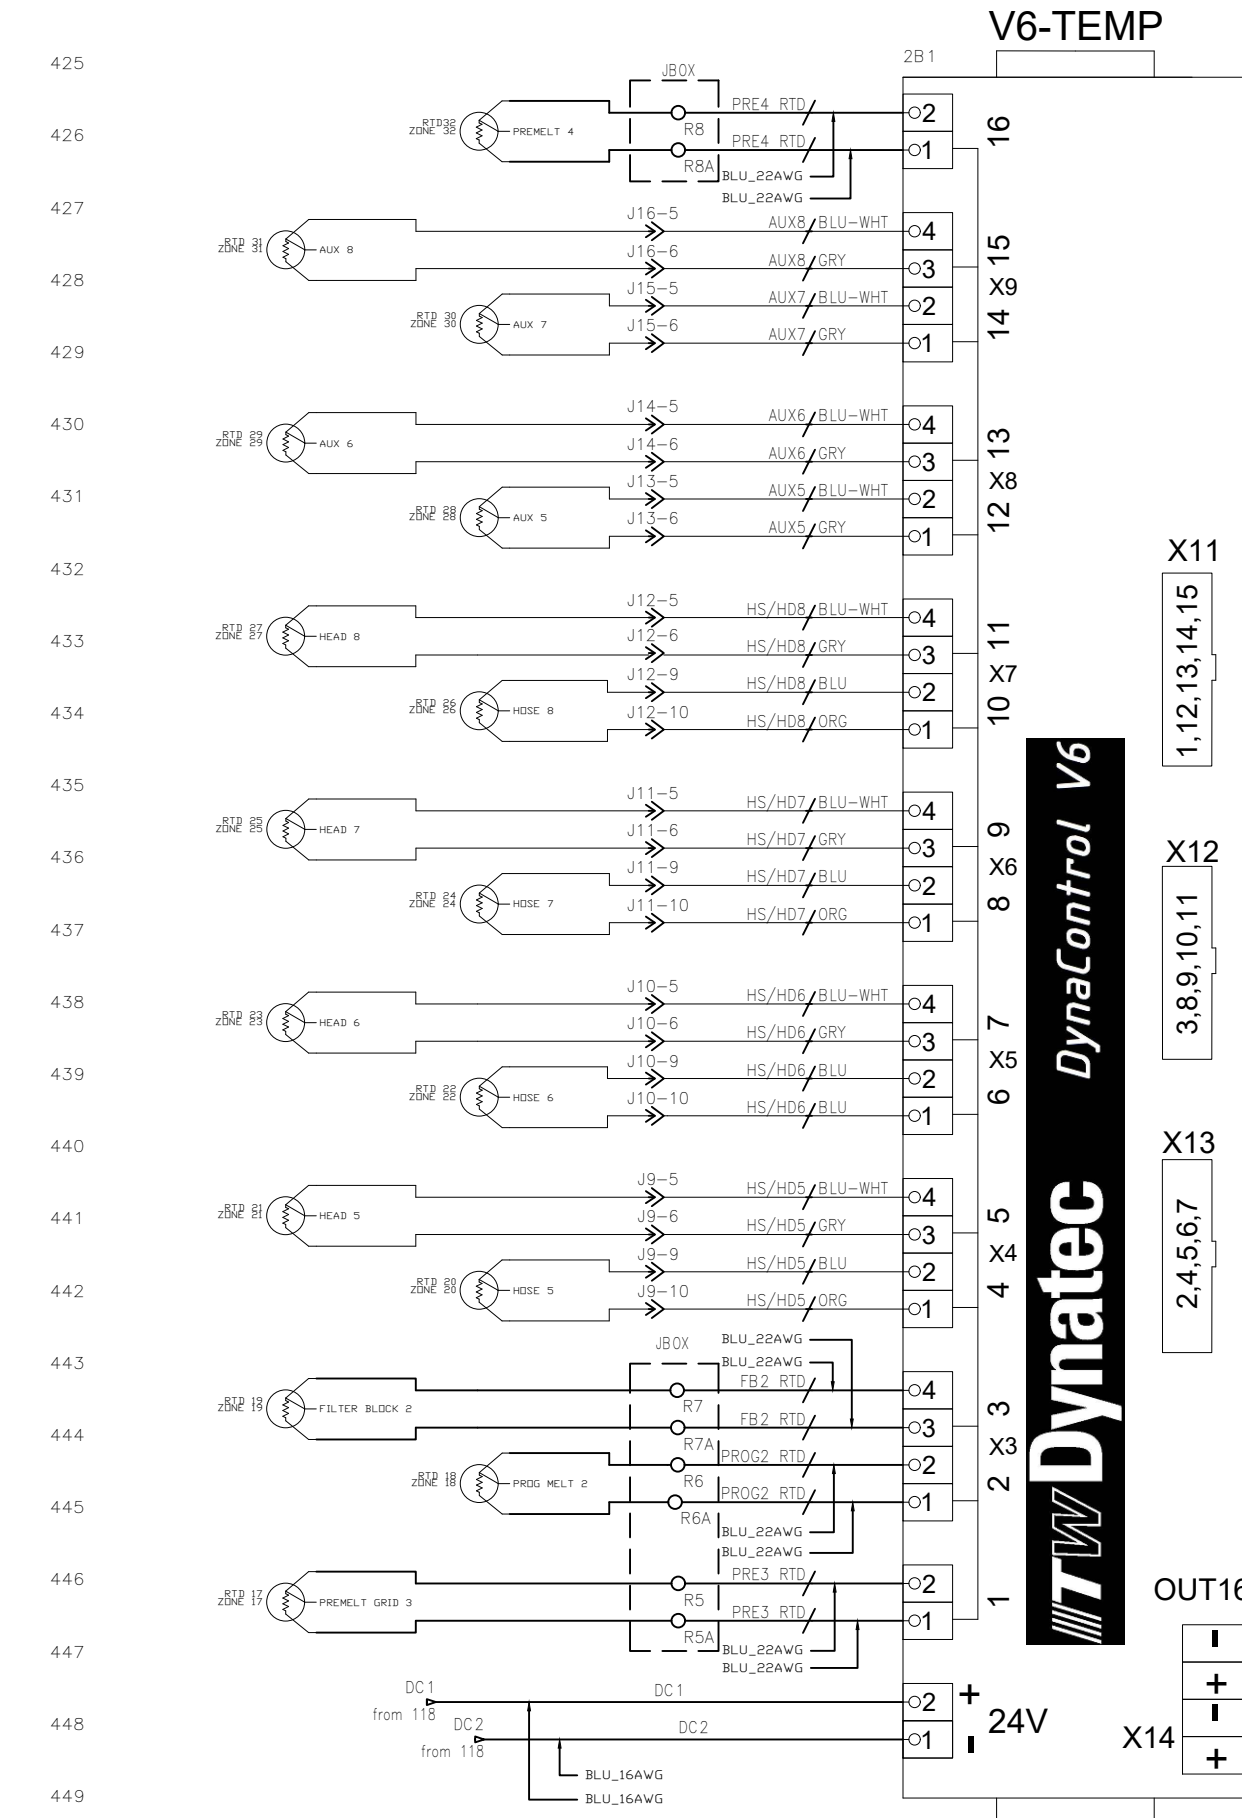 V6-TEMP
425
2B1
JBOX
PRE4 RTD
2
RTD32
ZONE 32
PREMELT 4
R8
16
426
PRE4 RTD
1
R8A
BLU_22AWG
BLU_22AWG
427
J16-5
AUX8
BLU-WHT
4
RTD 31
ZONE 31
AUX 8
15
J16-6
AUX8
GRY
3
428
J15-5
AUX7
BLU-WHT
2
X9
RTD 30
ZONE 30
AUX 7
14
J15-6
AUX7
GRY
1
429
430
J14-5
AUX6
BLU-WHT
4
RTD 29
ZONE 29
AUX 6
13
J14-6
AUX6
GRY
3
431
J13-5
AUX5
BLU-WHT
2
X8
RTD 28
ZONE 28
AUX 5
12
J13-6
AUX5
GRY
1
432
X11
1,12,13,14,15
J12-5
HS/HD8
BLU-WHT
4
433
RTD 27
ZONE 27
HEAD 8
11
J12-6
HS/HD8
GRY
3
J12-9
HS/HD8
BLU
2
X7
434
RTD 26
ZONE 26
HOSE 8
10
J12-10
HS/HD8
ORG
1
435
J11-5
HS/HD7
BLU-WHT
4
RTD 25
ZONE 25
HEAD 7
9
436
J11-6
HS/HD7
GRY
3
X12
3,8,9,10,11
J11-9
HS/HD7
BLU
2
X6
RTD 24
ZONE 24
HOSE 7
8
437
J11-10
HS/HD7
ORG
1
438
J10-5
HS/HD6
BLU-WHT
4
RTD 23
ZONE 23
HEAD 6
7
J10-6
HS/HD6
GRY
3
439
J10-9
HS/HD6
BLU
2
X5
RTD 22
ZONE 22
HOSE 6
6
J10-10
HS/HD6
BLU
1
440
X13
2,4,5,6,7
J9-5
HS/HD5
BLU-WHT
4
441
RTD 21
ZONE 21
HEAD 5
5
J9-6
HS/HD5
GRY
3
J9-9
HS/HD5
BLU
2
X4
442
RTD 20
ZONE 20
HOSE 5
4
J9-10
HS/HD5
ORG
1
BLU_22AWG
443
JBOX
BLU_22AWG
FB2 RTD
4
RTD 19
ZONE 19
FILTER BLOCK 2
R7
3
444
FB2 RTD
3
R7A
X3
PROG2 RTD
2
RTD 18
ZONE 18
PROG MELT 2
R6
2
445
PROG2 RTD
1
R6A
BLU_22AWG
BLU_22AWG
446
PRE3 RTD
2
RTD 17
ZONE 17
PREMELT GRID 3
R5
1
PRE3 RTD
1
R5A
447
BLU_22AWG
BLU_22AWG
ITW Dynatec DynaControl V6
OUT16
-
+
-
+
X14
DC1
from 118
DC1
2
+
24V
448
DC2
from 118
DC2
1
-
BLU_16AWG
449
BLU_16AWG